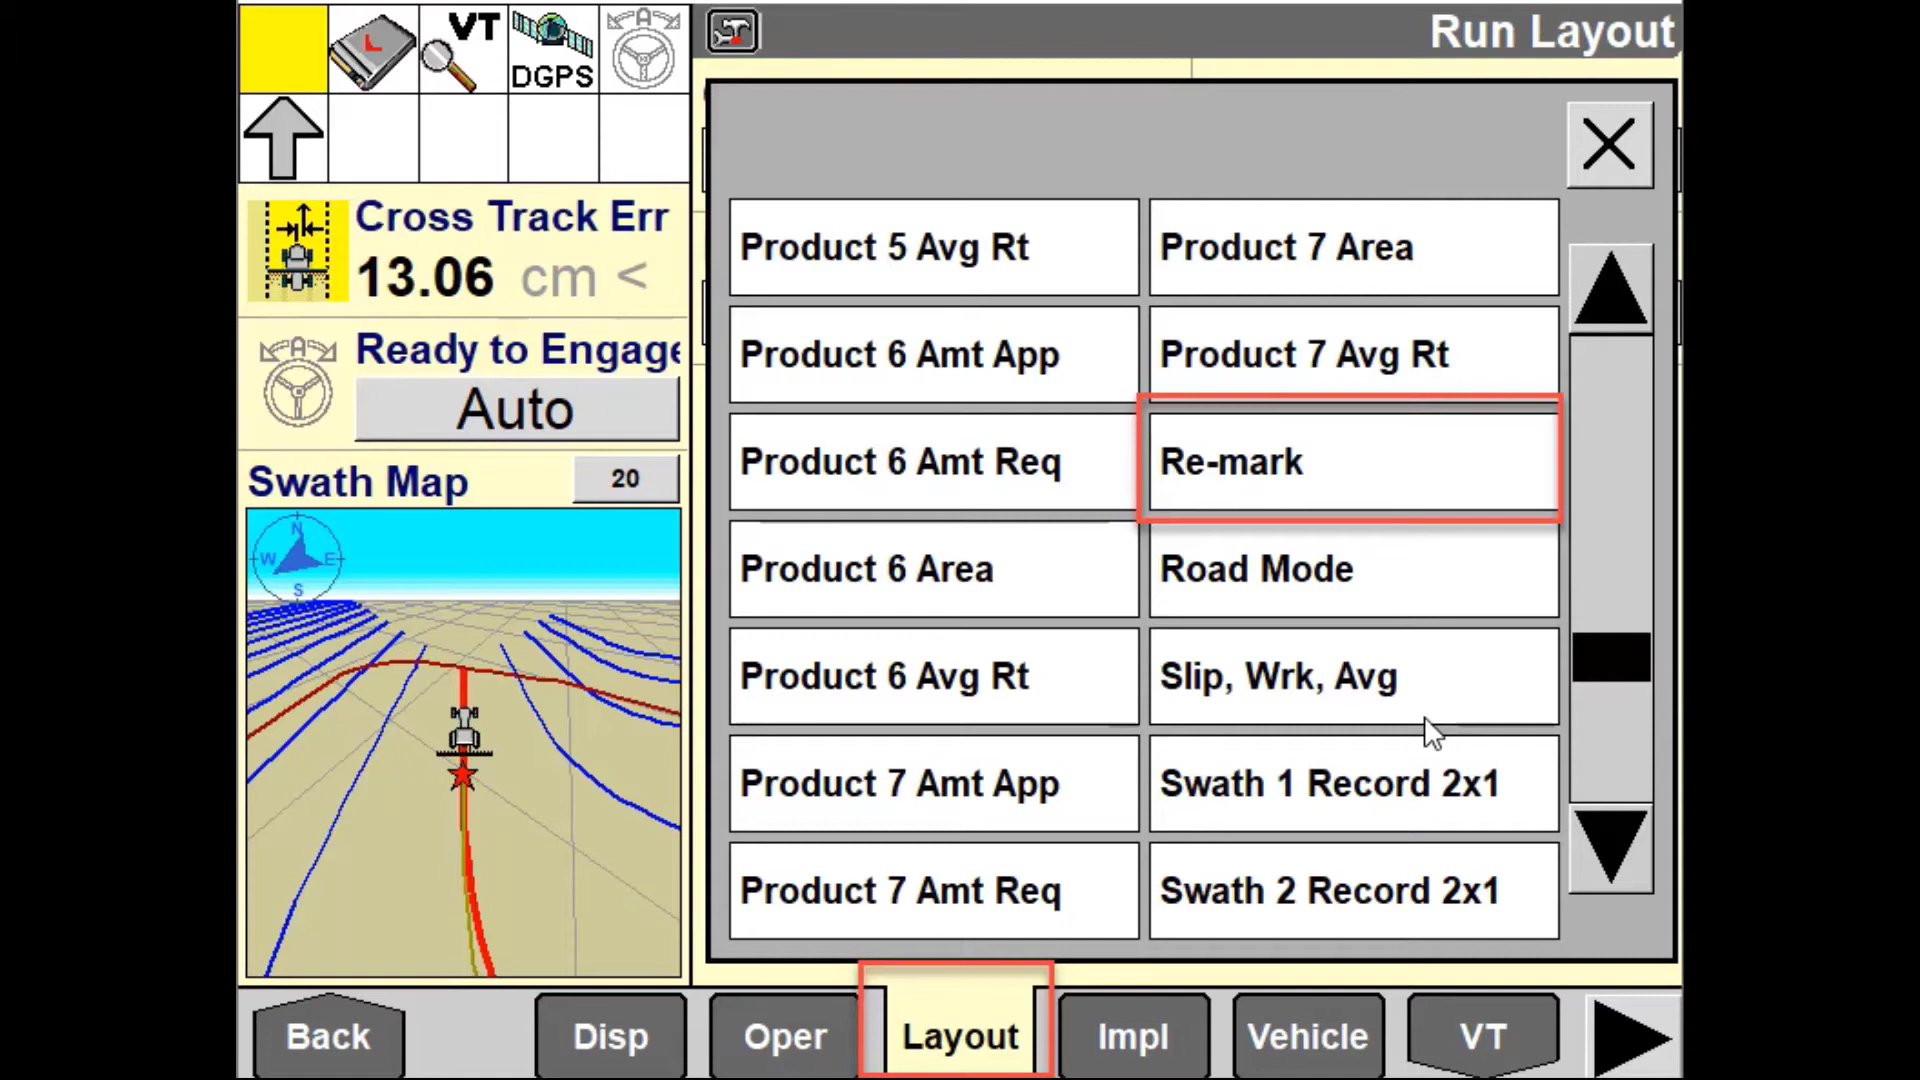 VT
DGPS
A
Cross Track Err
13.06 cm <
A
Ready to Engage
Auto
Swath Map
20
N
W
E
S
Run Layout
Product 5 Avg Rt
Product 7 Area
Product 6 Amt App
Product 7 Avg Rt
Product 6 Amt Req
Re-mark
Product 6 Area
Road Mode
Product 6 Avg Rt
Slip, Wrk, Avg
Product 7 Amt App
Swath 1 Record 2x1
Product 7 Amt Req
Swath 2 Record 2x1
Back
Disp
Oper
Layout
Impl
Vehicle
VT